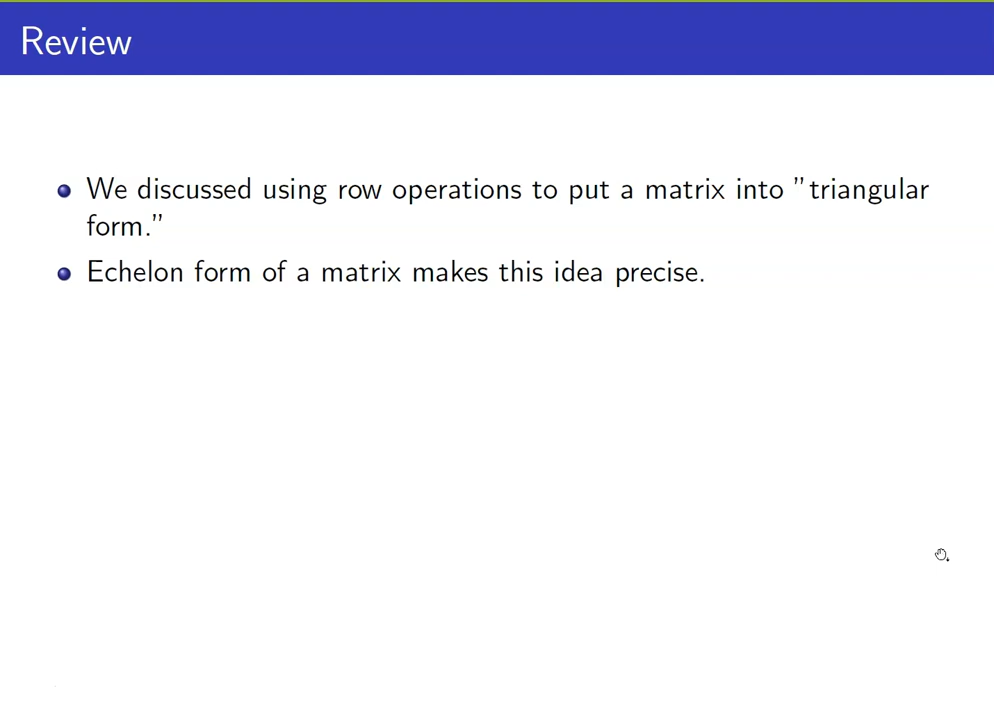 Review
We discussed using row operations to put a matrix into ”triangular
form.”
Echelon form of a matrix makes this idea precise.